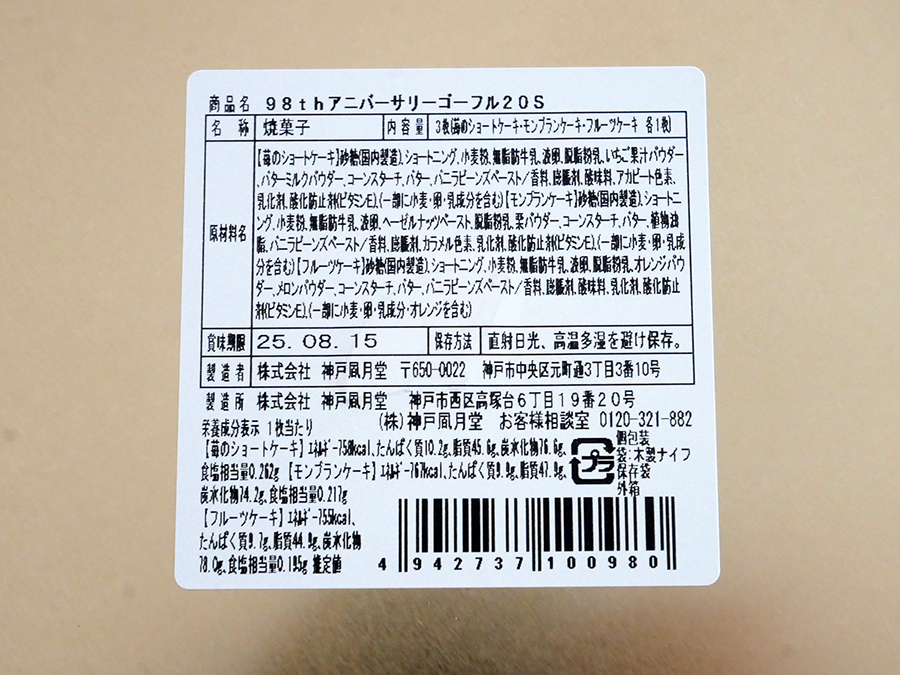 商品名 98thアニバーサリーゴーフル20S
名 称 焼菓子 内容量 3枚(苺のショートケーキ・モンブランケーキ・フルーツケーキ 各1枚)
原材料名
【苺のショートケーキ】砂糖(国内製造)、ショートニング、小麦粉、無脂肪牛乳、液卵、脱脂粉乳、いちご果汁パウダー
、バターミルクパウダー、コーンスターチ、バター、バニラビーンズペースト/香料、膨脹剤、酸味料、アカビート色素、
乳化剤、酸化防止剤(ビタミンE)、(一部に小麦・卵・乳成分を含む)【モンブランケーキ】砂糖(国内製造)、ショートニ
ング、小麦粉、無脂肪牛乳、液卵、ヘーゼルナッツペースト、脱脂粉乳、栗パウダー、コーンスターチ、バター、植物油
脂、バニラビーンズペースト/香料、膨脹剤、カラメル色素、乳化剤、酸化防止剤(ビタミンE)、(一部に小麦・卵・乳成
分を含む)【フルーツケーキ】砂糖(国内製造)、ショートニング、小麦粉、無脂肪牛乳、液卵、脱脂粉乳、オレンジパウ
ダー、メロンパウダー、コーンスターチ、バター、バニラビーンズペースト/香料、膨脹剤、酸味料、乳化剤、酸化防止
剤(ビタミンE)、(一部に小麦・卵・乳成分・オレンジを含む)
賞味期限 25.08.15 保存方法 直射日光、高温多湿を避け保存。
製造者 株式会社 神戸凮月堂 〒650-0022 神戸市中央区元町通3丁目3番10号
製造所 株式会社 神戸凮月堂 神戸市西区高塚台6丁目19番20号
(株)神戸凮月堂 お客様相談室 0120-321-882
栄養成分表示 1枚当たり
【苺のショートケーキ】エネルギー758kcal、たんぱく質10.2g、脂質45.6g、炭水化物76.6g、
食塩相当量0.262g【モンブランケーキ】エネルギー767kcal、たんぱく質9.9g、脂質47.9g、
炭水化物74.2g、食塩相当量0.217g
【フルーツケーキ】エネルギー755kcal、
たんぱく質9.7g、脂質44.9g、炭水化物
78.0g、食塩相当量0.195g 推定値
プラ
個包装
袋:木製ナイフ
保存袋
外箱
4 942737 100980